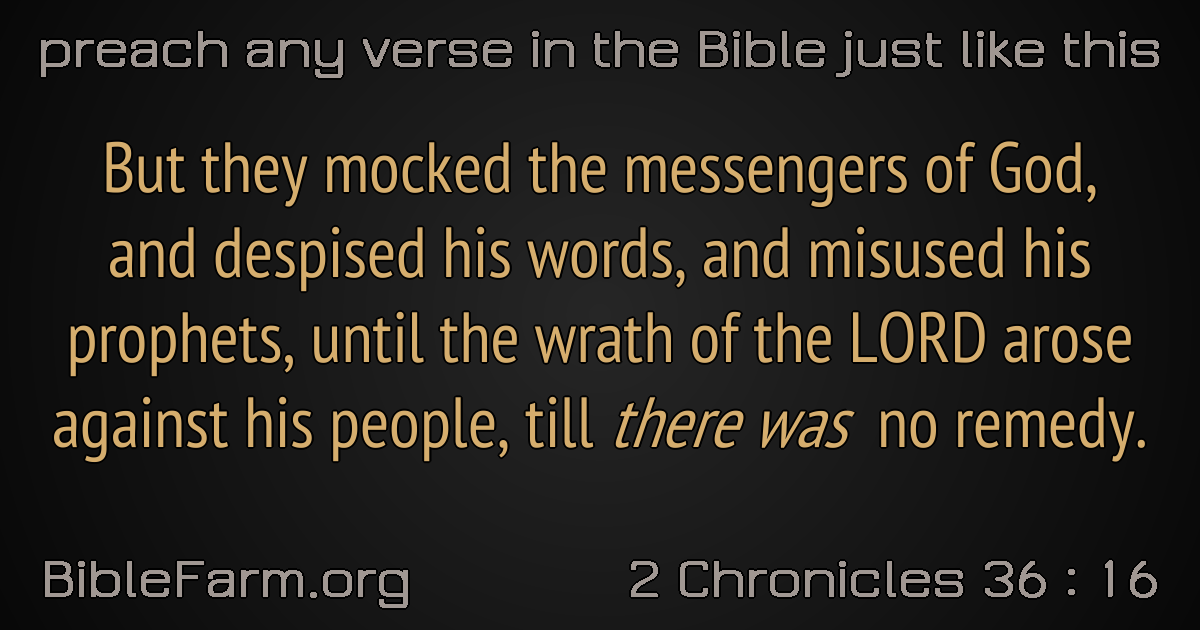 preach any verse in the Bible just like this
But they mocked the messengers of God,
and despised his words, and misused his
prophets, until the wrath of the LORD arose
against his people, till there was no remedy.
BibleFarm.org
2 Chronicles 36 : 16